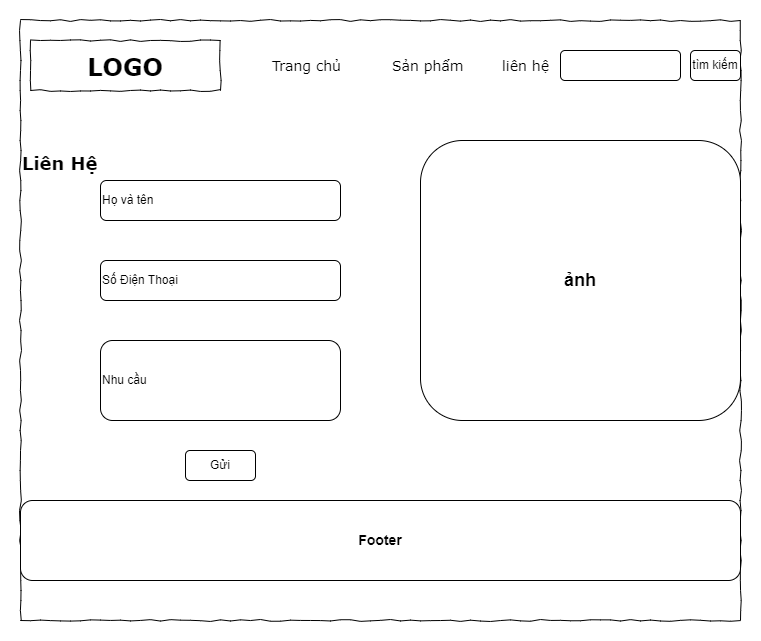 LOGO
Trang chủ
Sản phẩm
liên hệ
tìm kiếm
Liên Hệ
Họ và tên
Số Điện Thoại
Nhu cầu
Gửi
ảnh
Footer